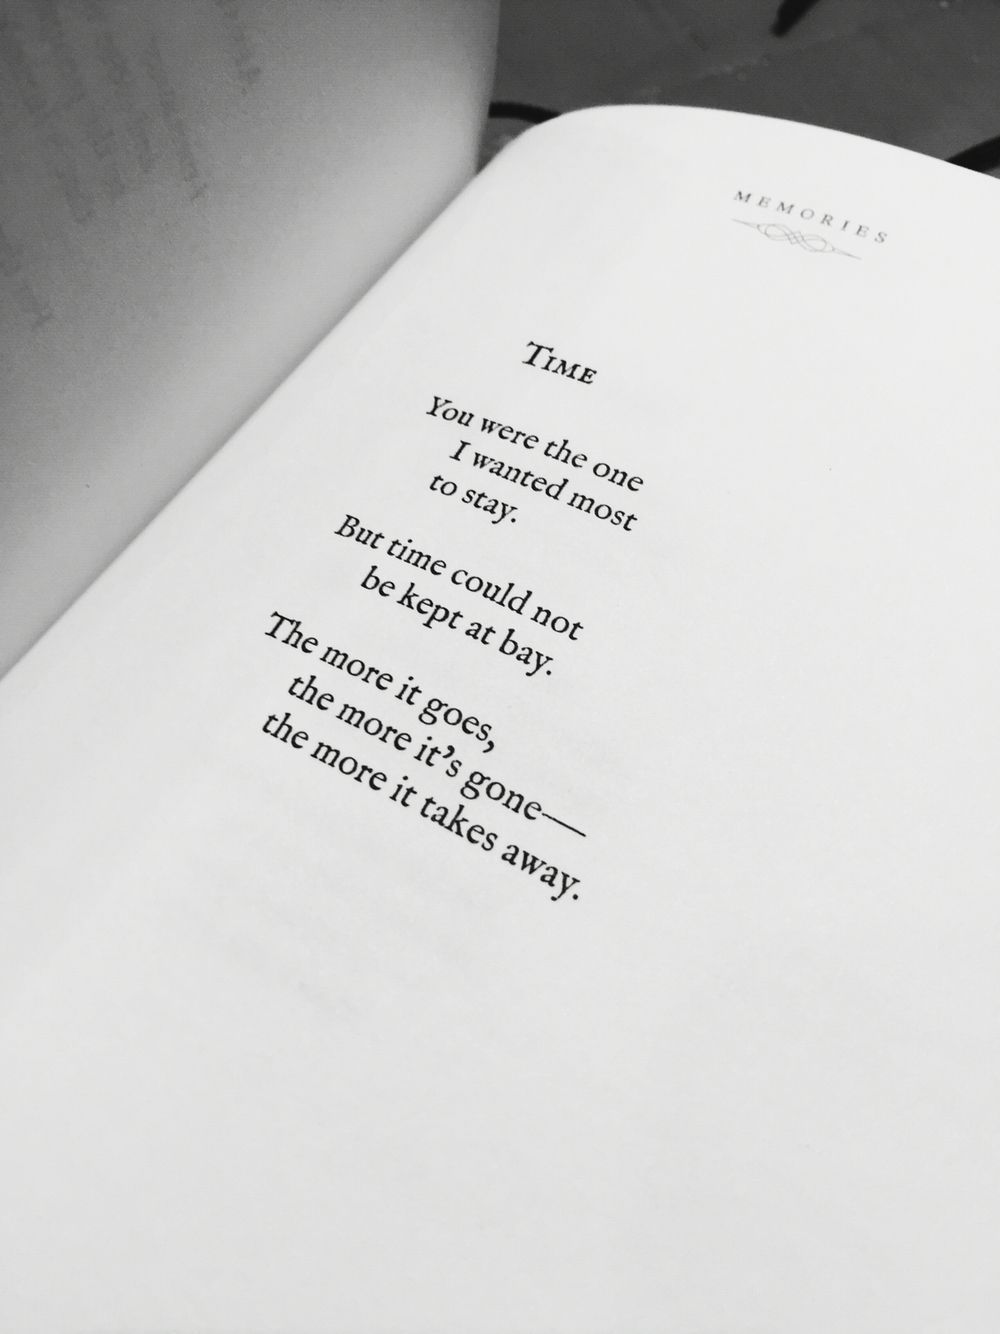 MEMORIES
TIME
You were the one
I wanted most
to stay.
But time could not
be kept at bay.
The more it goes,
the more it's gone—
the more it takes away.